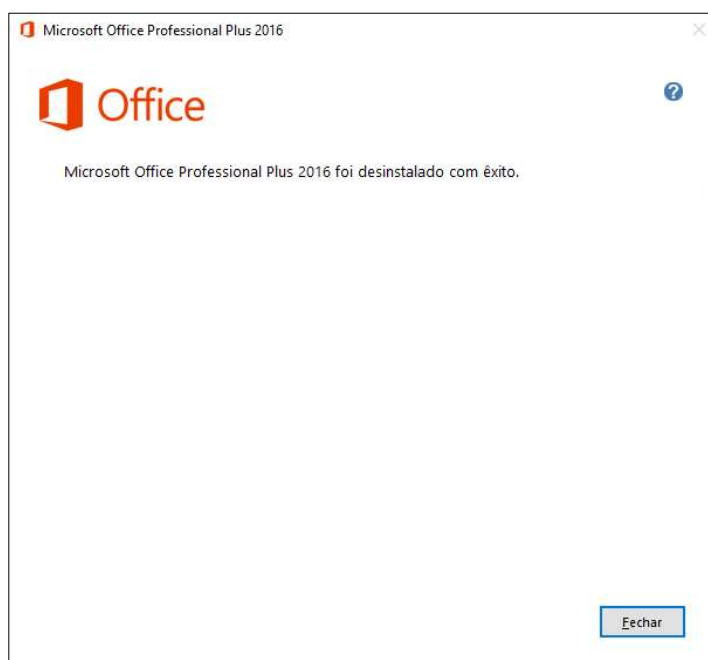 Microsoft Office Professional Plus 2016
Office
?
Microsoft Office Professional Plus 2016 foi desinstalado com êxito.
Fechar